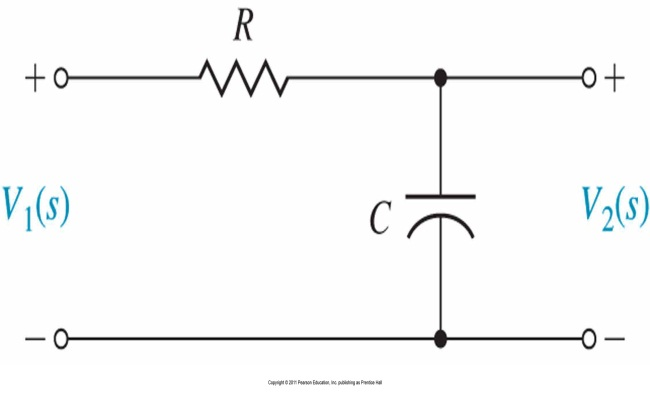 R
+ +
V₁(s) C V₂(s)
− −
Copyright © 2011 Pearson Education, Inc. publishing as Prentice Hall